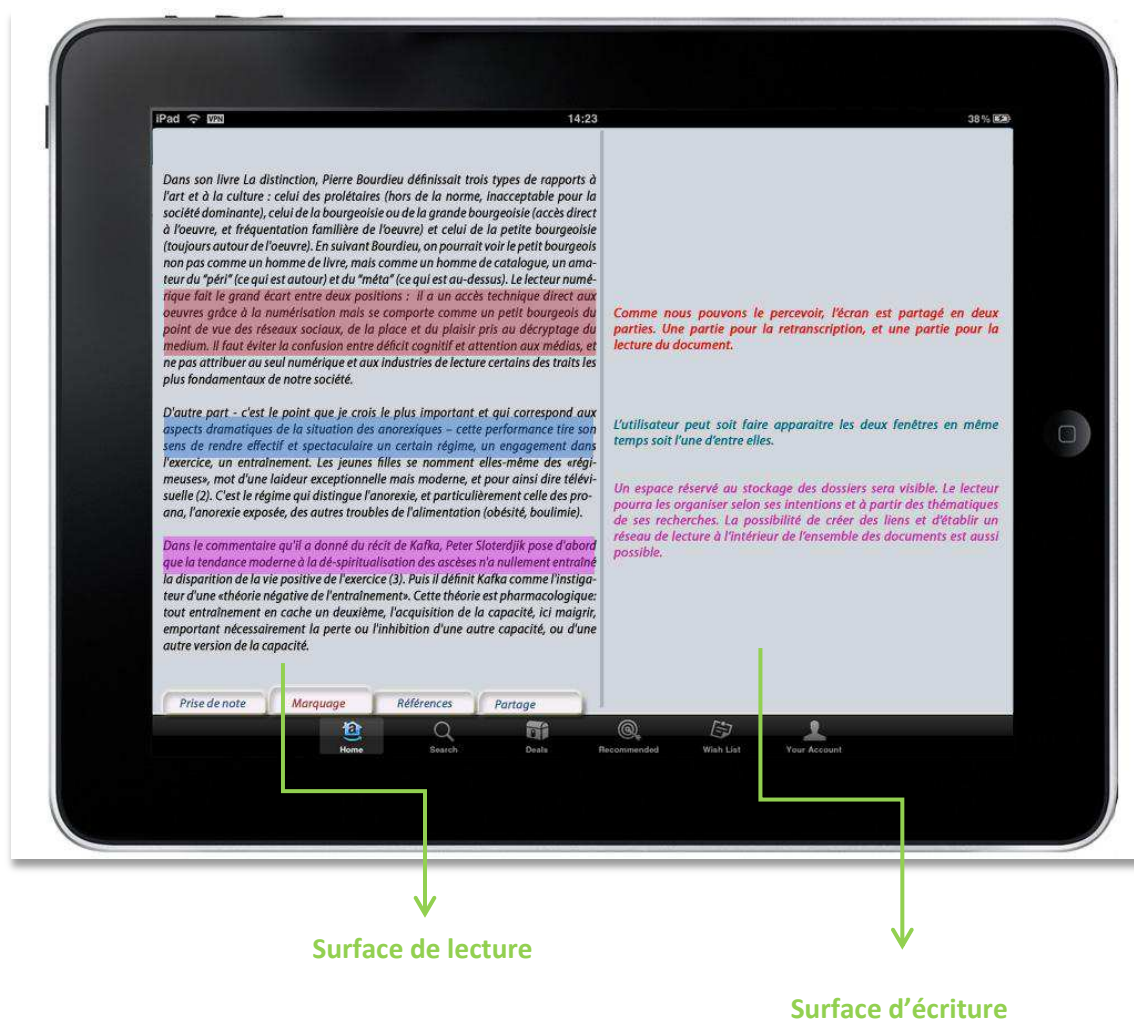 iPad VPN 14:23 38 %
Dans son livre La distinction, Pierre Bourdieu définissait trois types de rapports à
l'art et à la culture : celui des prolétaires (hors de la norme, inacceptable pour la
société dominante), celui de la bourgeoisie ou de la grande bourgeoisie (accès direct
à l'oeuvre, et fréquentation familière de l'oeuvre) et celui de la petite bourgeoisie
(toujours autour de l'oeuvre). En suivant Bourdieu, on pourrait voir le petit bourgeois
non pas comme un homme de livre, mais comme un homme de catalogue, un ama-
teur du "péri" (ce qui est autour) et du "méta" (ce qui est au-dessus). Le lecteur numé-
rique fait le grand écart entre deux positions : il a un accès technique direct aux
oeuvres grâce à la numérisation mais se comporte comme un petit bourgeois du
point de vue des réseaux sociaux, de la place et du plaisir pris au décryptage du
medium. Il faut éviter la confusion entre déficit cognitif et attention aux médias, et
ne pas attribuer au seul numérique et aux industries de lecture certains des traits les
plus fondamentaux de notre société.
D'autre part - c'est le point que je crois le plus important et qui correspond aux
aspects dramatiques de la situation des anorexiques – cette performance tire son
sens de rendre effectif et spectaculaire un certain régime, un engagement dans
l'exercice, un entraînement. Les jeunes filles se nomment elles-même des «régi-
meuses», mot d'une laideur exceptionnelle mais moderne, et pour ainsi dire télévi-
suelle (2). C'est le régime qui distingue l'anorexie, et particulièrement celle des pro-
ana, l'anorexie exposée, des autres troubles de l'alimentation (obésité, boulimie).
Dans le commentaire qu'il a donné du récit de Kafka, Peter Sloterdjik pose d'abord
que la tendance moderne à la dé-spiritualisation des ascèses n'a nullement entraîné
la disparition de la vie positive de l'exercice (3). Puis il définit Kafka comme l'instiga-
teur d'une «théorie négative de l'entraînement». Cette théorie est pharmacologique:
tout entraînement en cache un deuxième, l'acquisition de la capacité, ici maigrir,
emportant nécessairement la perte ou l'inhibition d'une autre capacité, ou d'une
autre version de la capacité.
Comme nous pouvons le percevoir, l'écran est partagé en deux
parties. Une partie pour la retranscription, et une partie pour la
lecture du document.
L'utilisateur peut soit faire apparaitre les deux fenêtres en même
temps soit l'une d'entre elles.
Un espace réservé au stockage des dossiers sera visible. Le lecteur
pourra les organiser selon ses intentions et à partir des thématiques
de ses recherches. La possibilité de créer des liens et d'établir un
réseau de lecture à l'intérieur de l'ensemble des documents est aussi
possible.
Prise de note Marquage Références Partage
Home Search Deals Recommended Wish List Your Account
Surface de lecture
Surface d'écriture